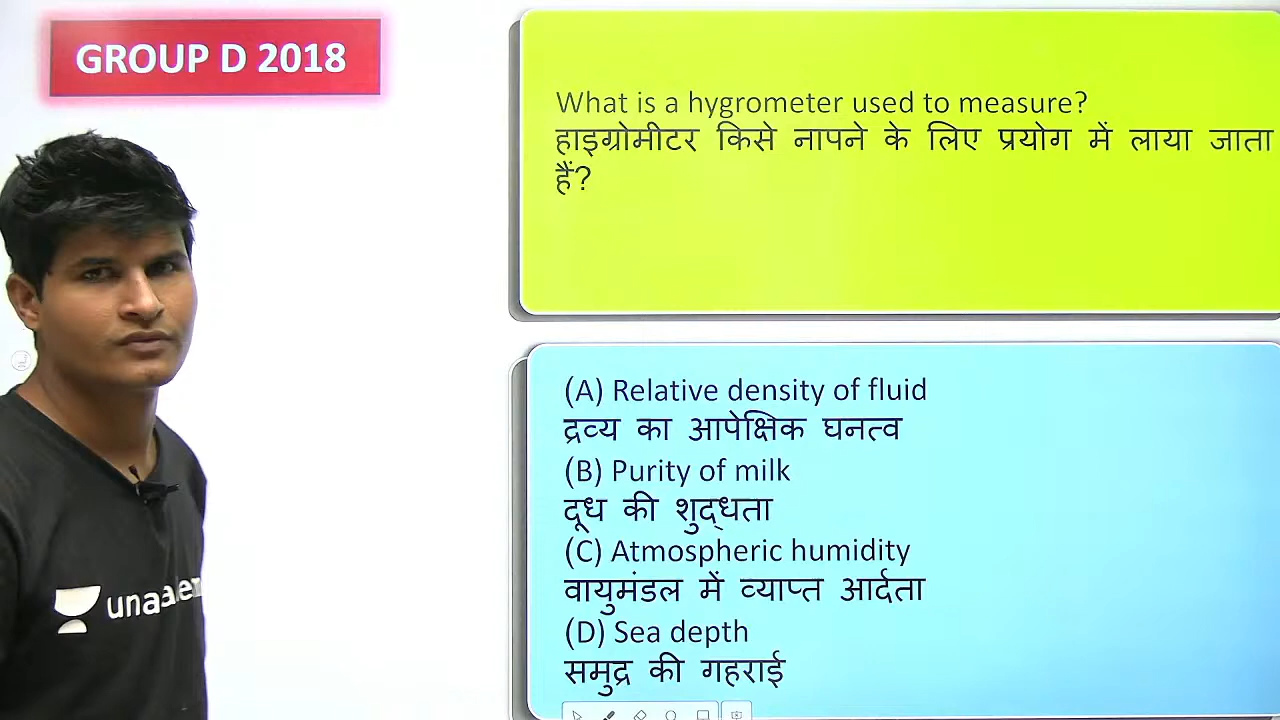 GROUP D 2018
What is a hygrometer used to measure?
हाइग्रोमीटर किसे नापने के लिए प्रयोग में लाया जाता
हैं?
(A) Relative density of fluid
द्रव्य का आपेक्षिक घनत्व
(B) Purity of milk
दूध की शुद्धता
(C) Atmospheric humidity
वायुमंडल में व्याप्त आर्दता
(D) Sea depth
समुद्र की गहराई